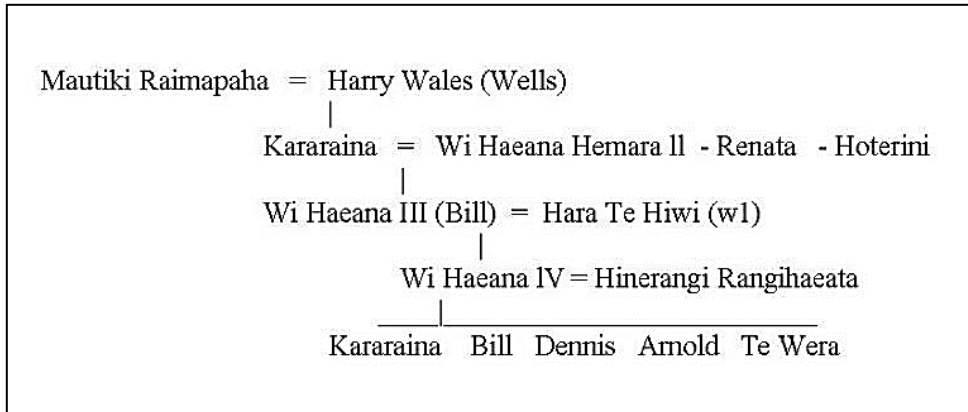 Mautiki Raimapaha = Harry Wales (Wells)
Kararaina = Wi Haeana Hemara ll - Renata - Hoterini
Wi Haeana III (Bill) = Hara Te Hiwi (w1)
Wi Haeana lV = Hinerangi Rangihaeata
Kararaina Bill Dennis Arnold Te Wera